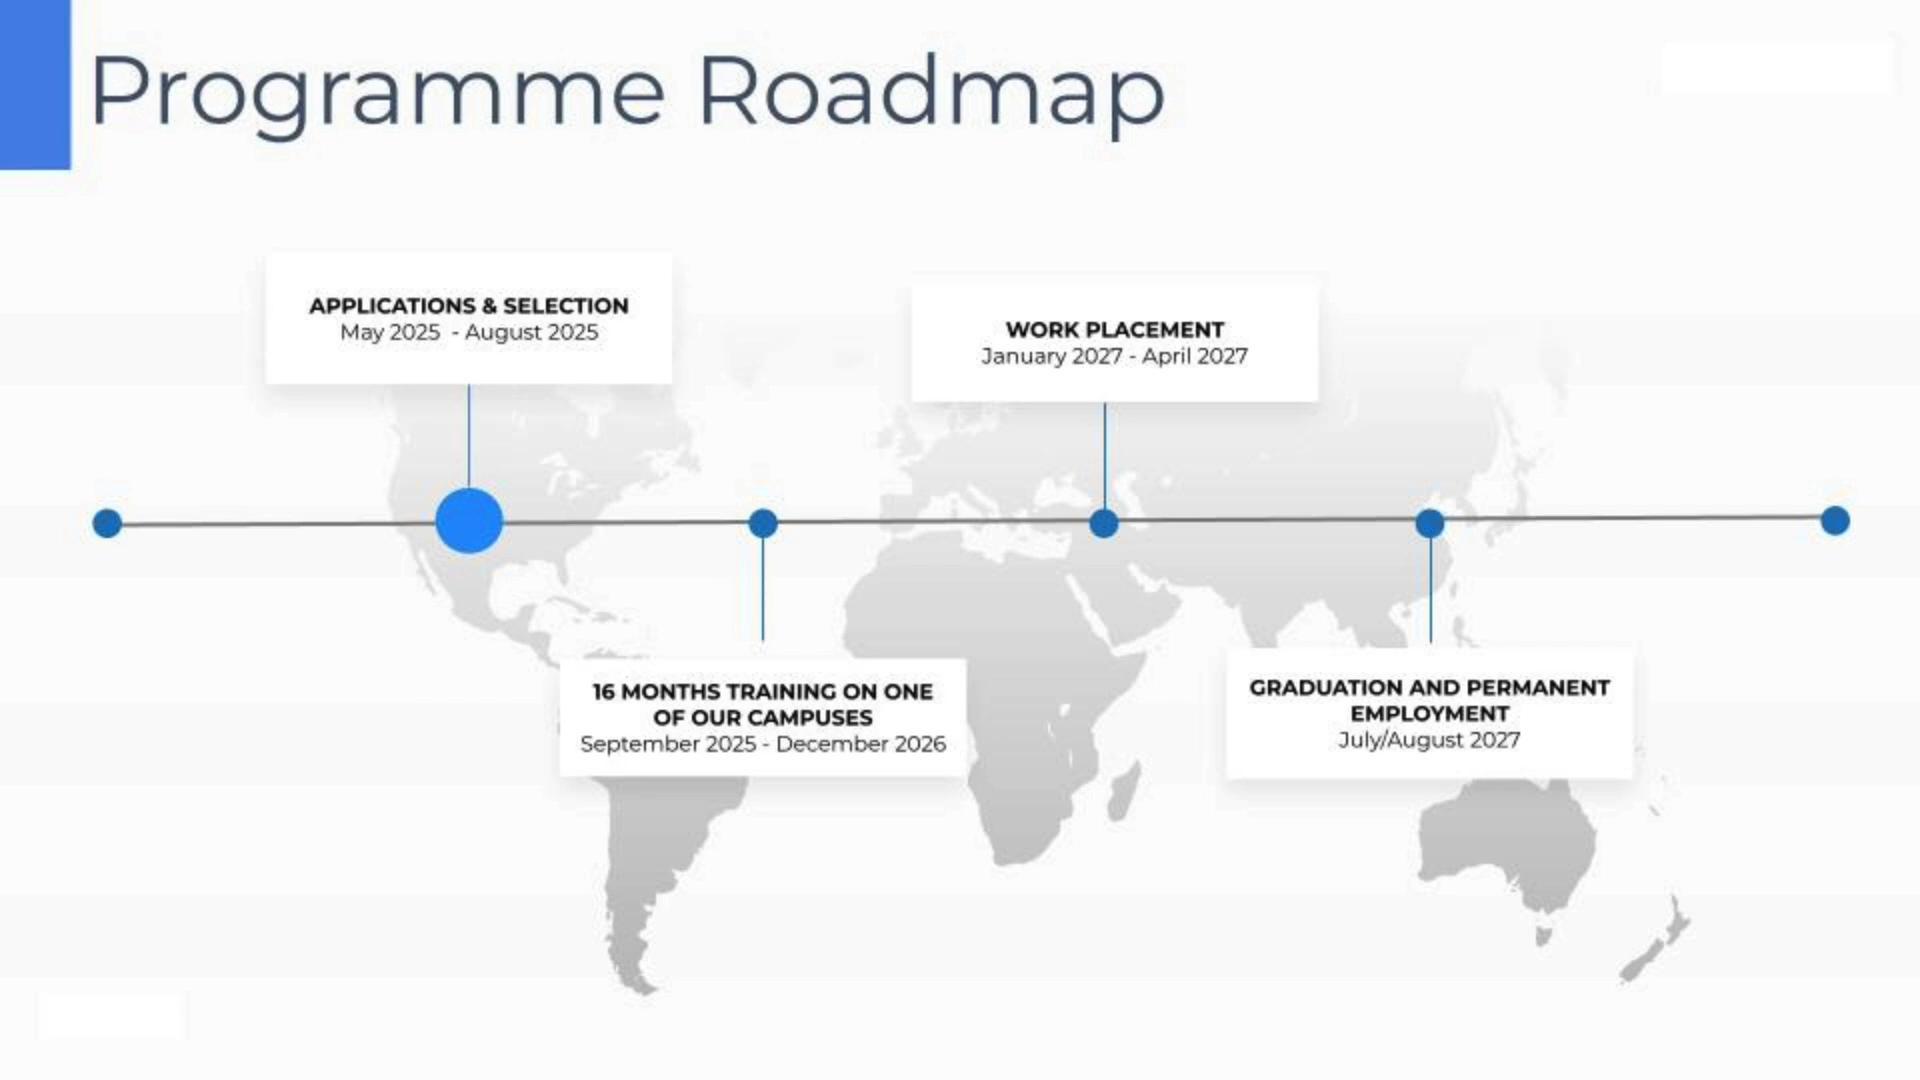 Programme Roadmap
APPLICATIONS & SELECTION
May 2025  - August 2025
WORK PLACEMENT
January 2027 - April 2027
16 MONTHS TRAINING ON ONE
OF OUR CAMPUSES
September 2025 - December 2026
GRADUATION AND PERMANENT
EMPLOYMENT
July/August 2027